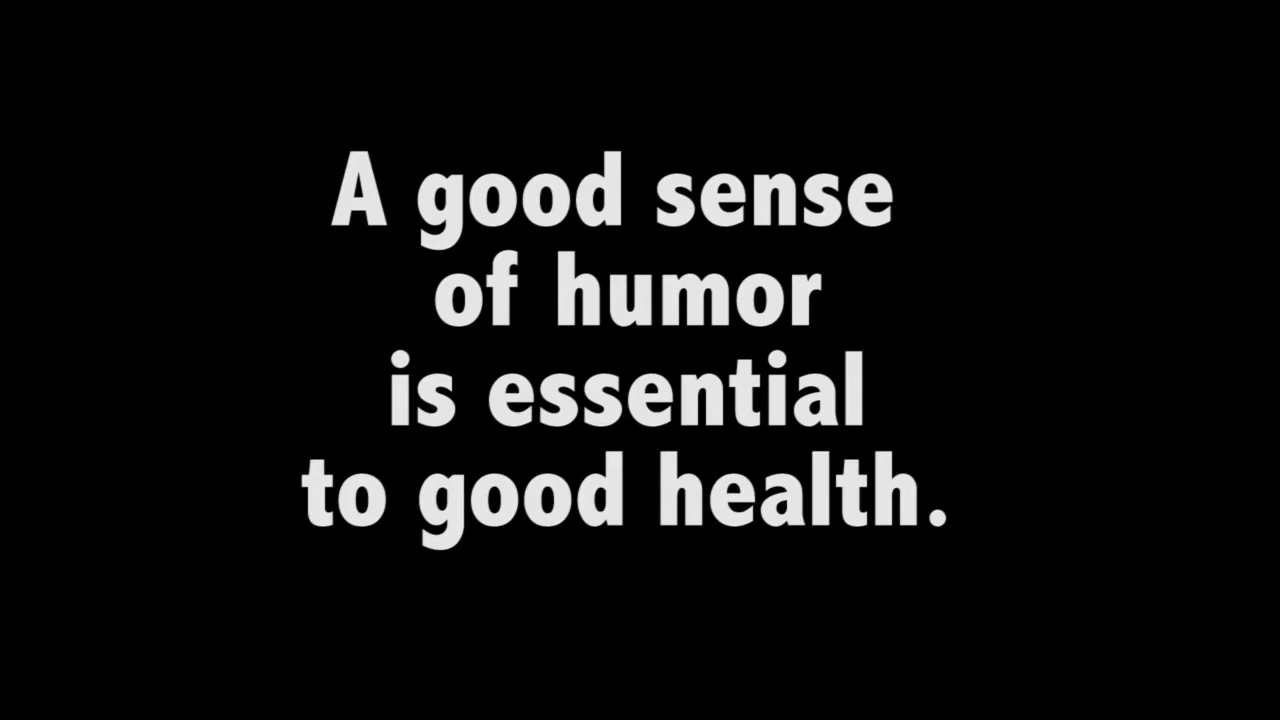 A good sense
of humor
is essential
to good health.